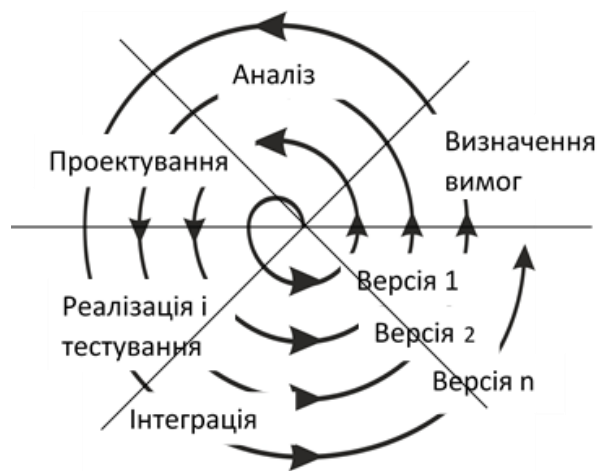 Аналіз
Визначення
вимог
Проектування
Версія 1
Реалізація і
тестування
Версія 2
Версія n
Інтеграція